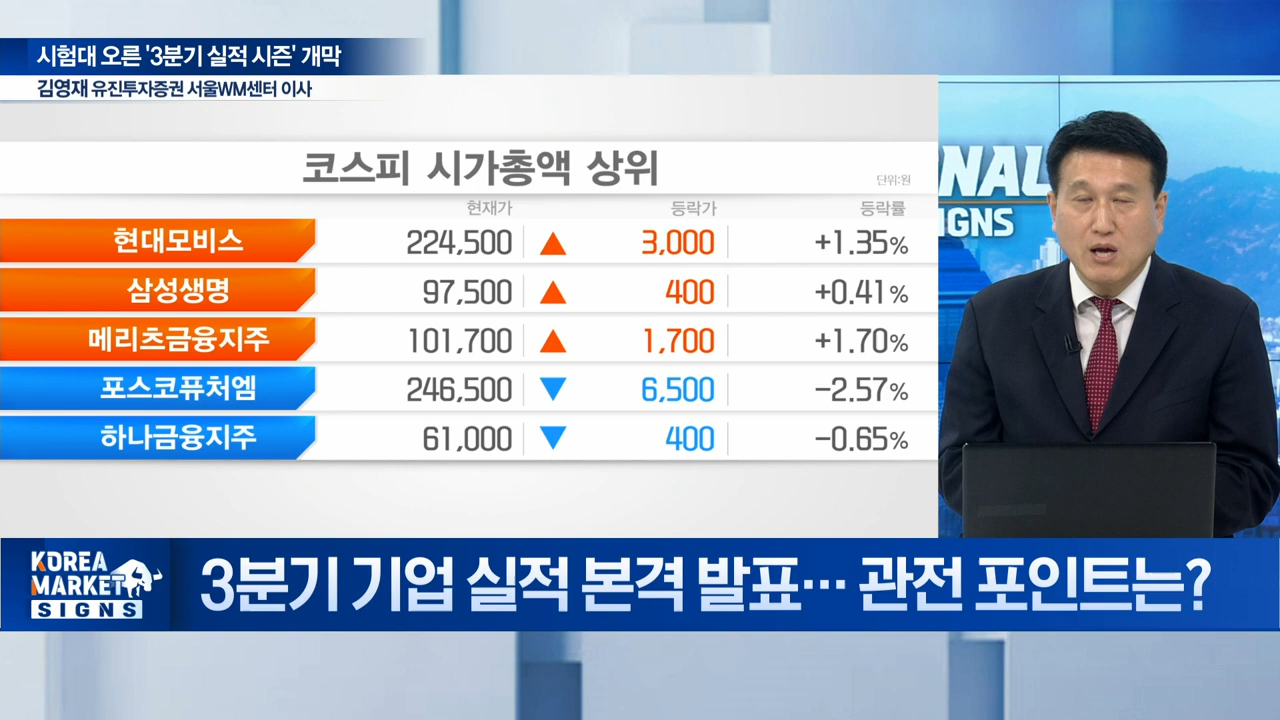 시험대 오른 '3분기 실적 시즌' 개막
김영재 유진투자증권 서울WM센터 이사
코스피 시가총액 상위
단위:원
현재가 등락가 등락률
현대모비스 224,500 ▲ 3,000 +1.35%
삼성생명 97,500 ▲ 400 +0.41%
메리츠금융지주 101,700 ▲ 1,700 +1.70%
포스코퓨처엠 246,500 ▼ 6,500 -2.57%
하나금융지주 61,000 ▼ 400 -0.65%
NAL
IGNS
KOREA
MARKET
SIGNS
3분기 기업 실적 본격 발표… 관전 포인트는?